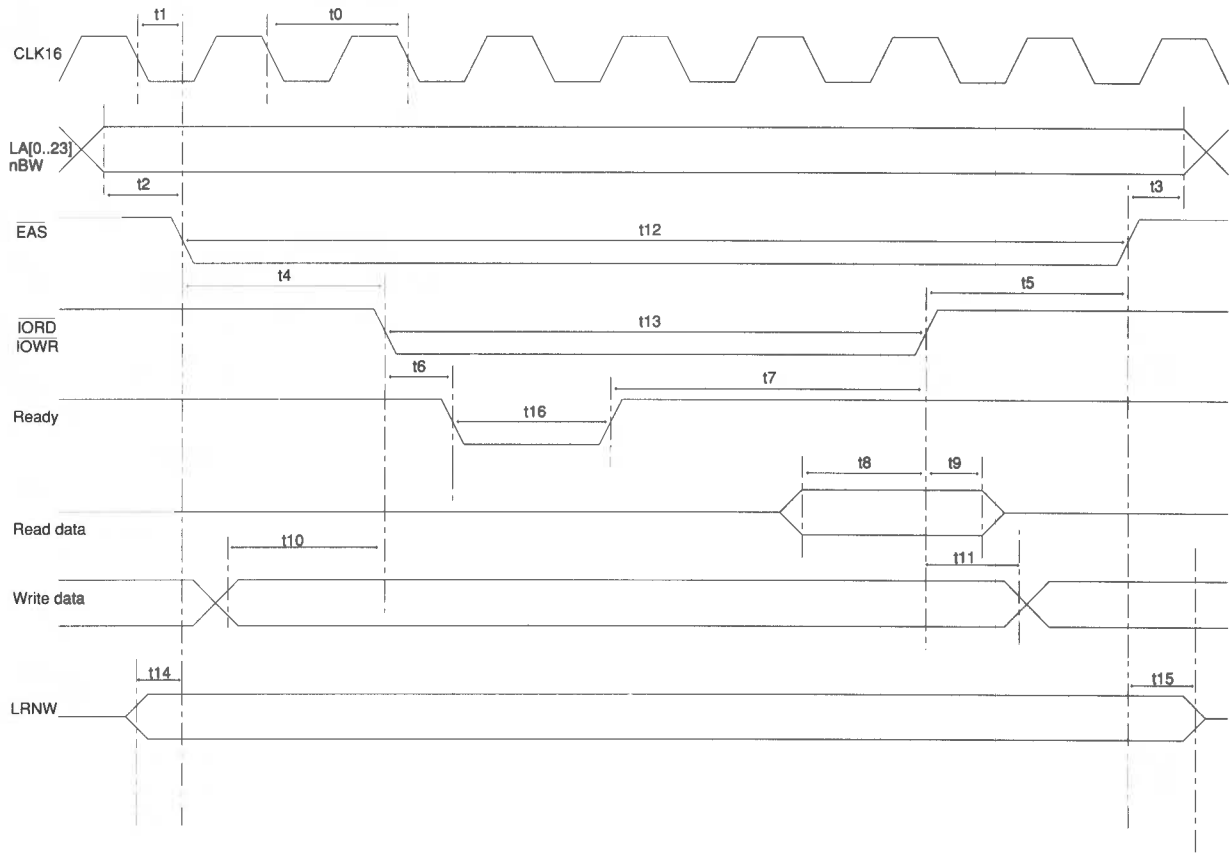 t1
t0
CLK16
LA[0..23]
nBW
t2
t3
EAS
t12
t4
t5
IORD
IOWR
t13
t6
t7
Ready
t16
t8
t9
Read data
t10
t11
Write data
t14
t15
LRNW